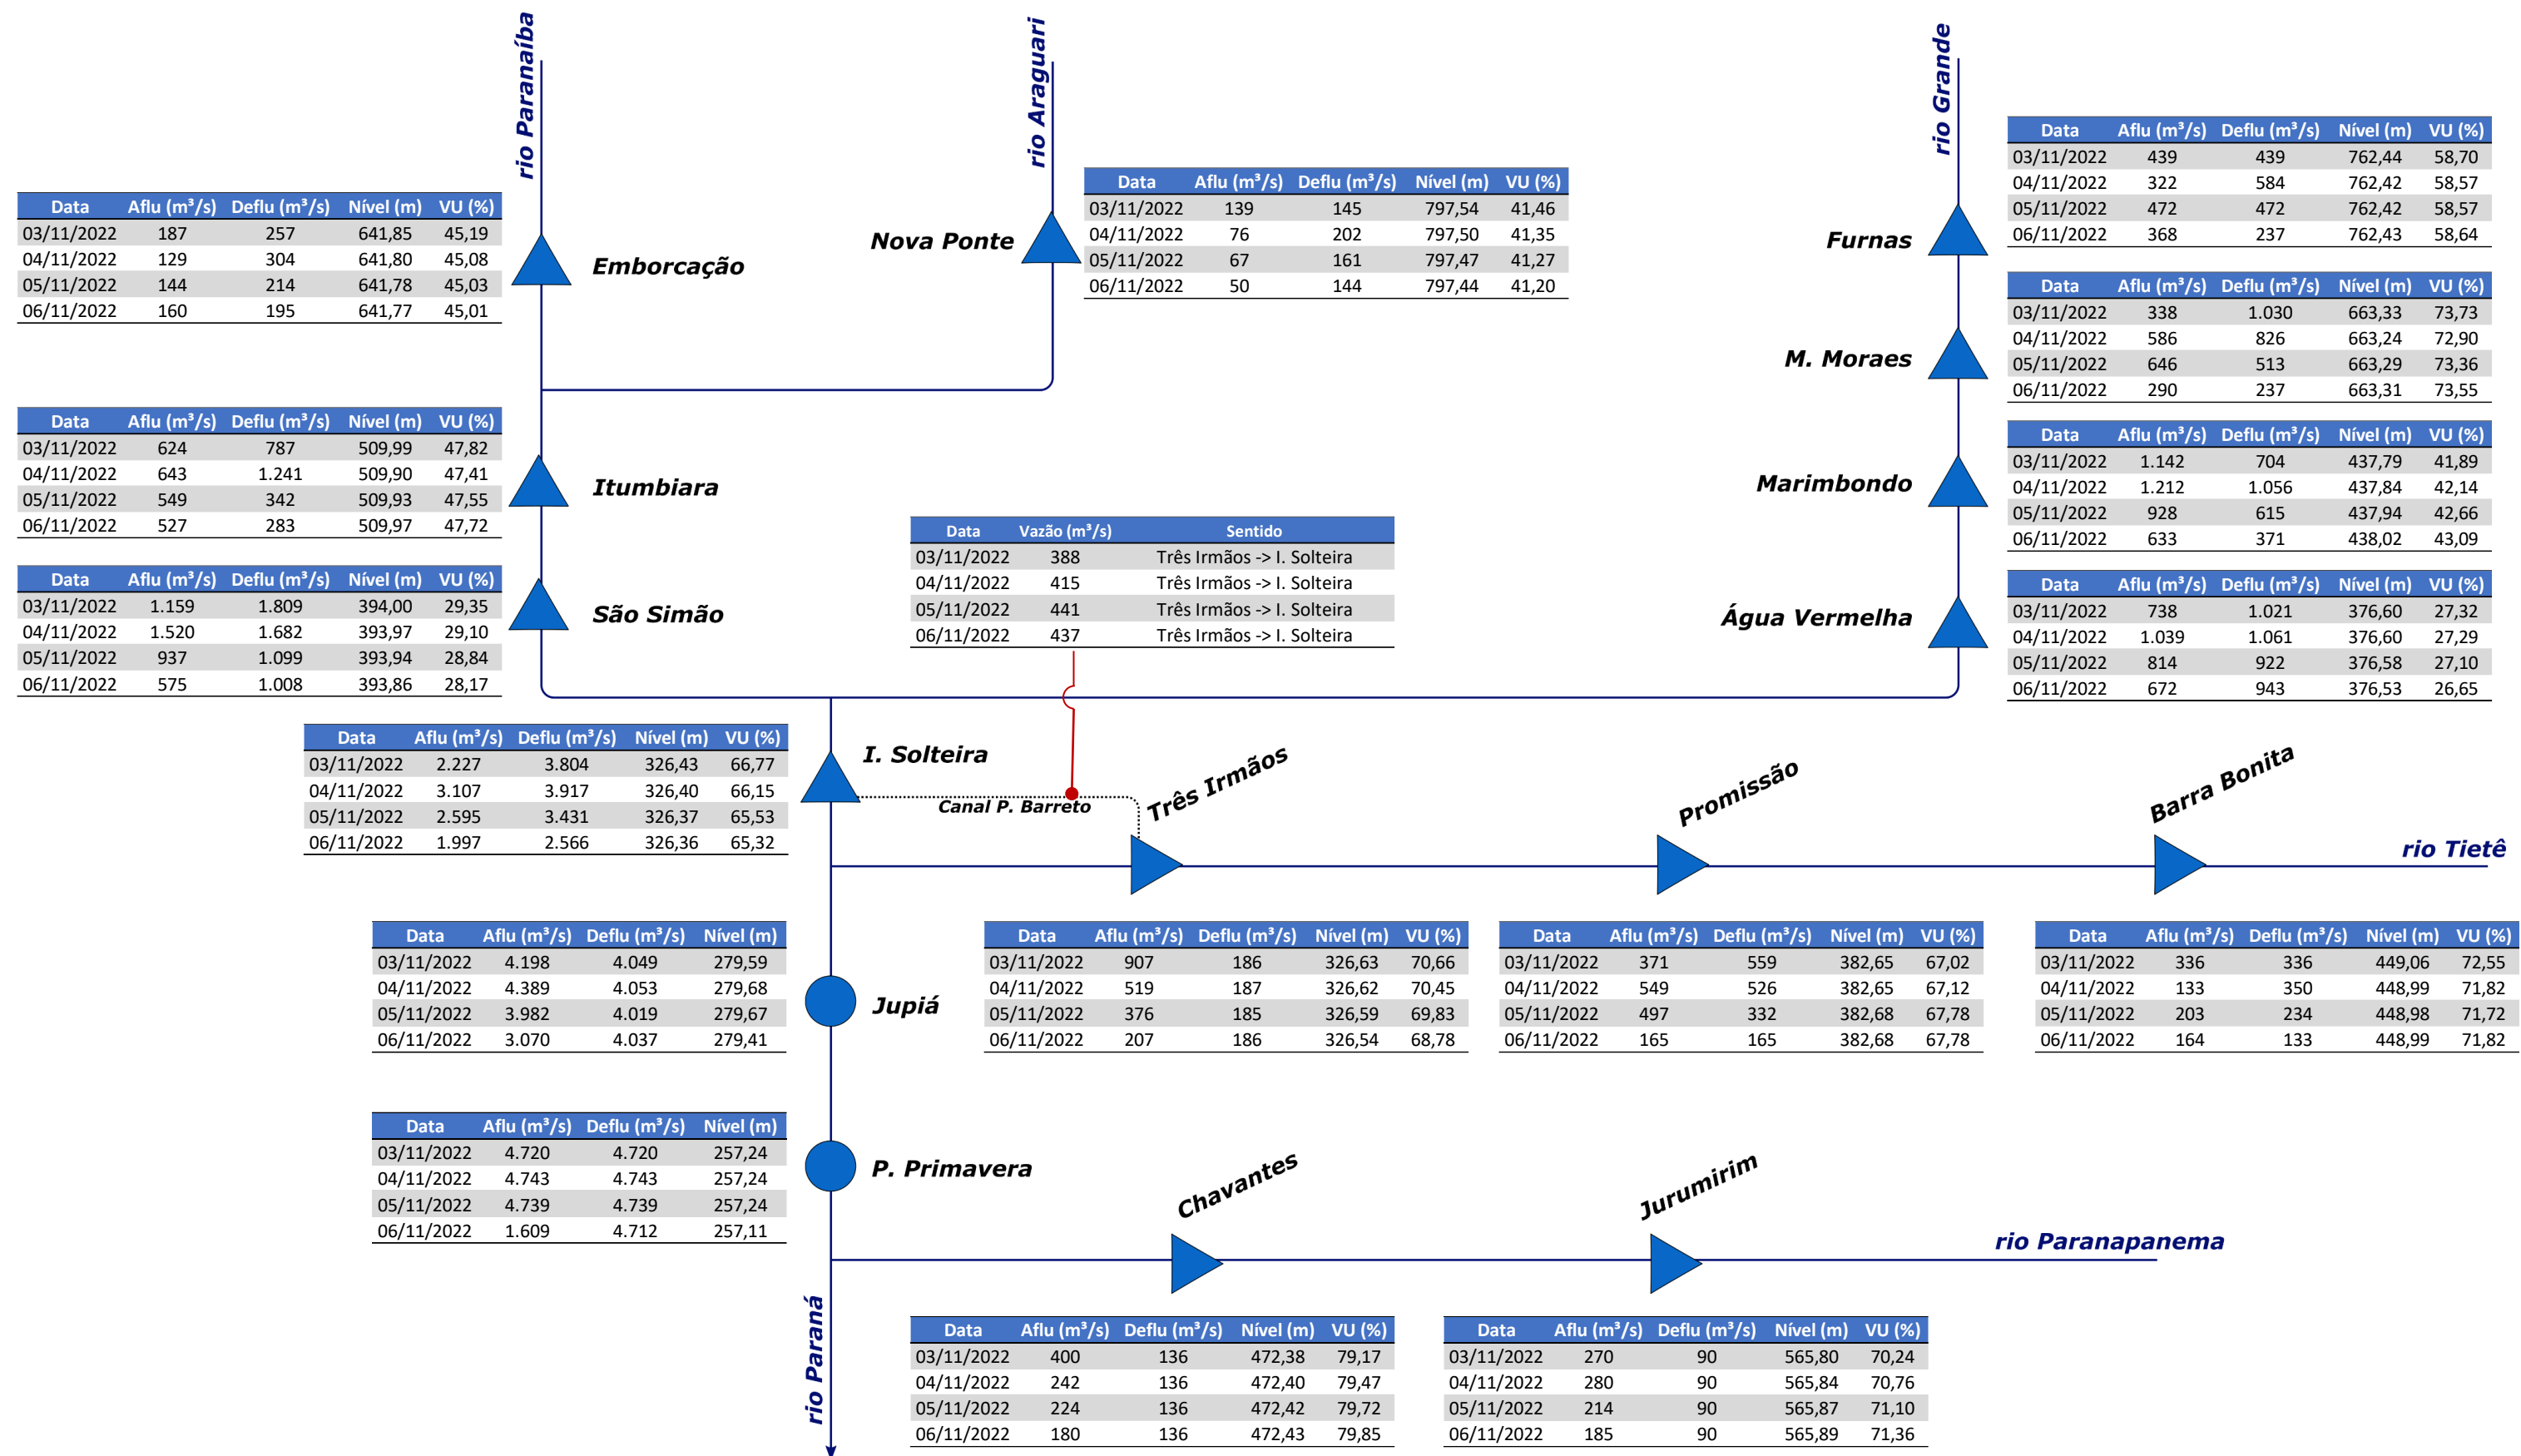 rio Paranaíba
rio Araguari
rio Grande
Data Aflu (m³/s) Deflu (m³/s) Nível (m) VU (%)
03/11/2022 439 439 762,44 58,70
04/11/2022 322 584 762,42 58,57
05/11/2022 472 472 762,42 58,57
06/11/2022 368 237 762,43 58,64
Furnas
Data Aflu (m³/s) Deflu (m³/s) Nível (m) VU (%)
03/11/2022 139 145 797,54 41,46
04/11/2022 76 202 797,50 41,35
05/11/2022 67 161 797,47 41,27
06/11/2022 50 144 797,44 41,20
Nova Ponte
Data Aflu (m³/s) Deflu (m³/s) Nível (m) VU (%)
03/11/2022 187 257 641,85 45,19
04/11/2022 129 304 641,80 45,08
05/11/2022 144 214 641,78 45,03
06/11/2022 160 195 641,77 45,01
Emborcação
Data Aflu (m³/s) Deflu (m³/s) Nível (m) VU (%)
03/11/2022 338 1.030 663,33 73,73
04/11/2022 586 826 663,24 72,90
05/11/2022 646 513 663,29 73,36
06/11/2022 290 237 663,31 73,55
M. Moraes
Data Aflu (m³/s) Deflu (m³/s) Nível (m) VU (%)
03/11/2022 624 787 509,99 47,82
04/11/2022 643 1.241 509,90 47,41
05/11/2022 549 342 509,93 47,55
06/11/2022 527 283 509,97 47,72
Itumbiara
Data Aflu (m³/s) Deflu (m³/s) Nível (m) VU (%)
03/11/2022 1.142 704 437,79 41,89
04/11/2022 1.212 1.056 437,84 42,14
05/11/2022 928 615 437,94 42,66
06/11/2022 633 371 438,02 43,09
Marimbondo
Data Vazão (m³/s) Sentido
03/11/2022 388 Três Irmãos -> I. Solteira
04/11/2022 415 Três Irmãos -> I. Solteira
05/11/2022 441 Três Irmãos -> I. Solteira
06/11/2022 437 Três Irmãos -> I. Solteira
Data Aflu (m³/s) Deflu (m³/s) Nível (m) VU (%)
03/11/2022 1.159 1.809 394,00 29,35
04/11/2022 1.520 1.682 393,97 29,10
05/11/2022 937 1.099 393,94 28,84
06/11/2022 575 1.008 393,86 28,17
São Simão
Data Aflu (m³/s) Deflu (m³/s) Nível (m) VU (%)
03/11/2022 738 1.021 376,60 27,32
04/11/2022 1.039 1.061 376,60 27,29
05/11/2022 814 922 376,58 27,10
06/11/2022 672 943 376,53 26,65
Água Vermelha
Data Aflu (m³/s) Deflu (m³/s) Nível (m) VU (%)
03/11/2022 2.227 3.804 326,43 66,77
04/11/2022 3.107 3.917 326,40 66,15
05/11/2022 2.595 3.431 326,37 65,53
06/11/2022 1.997 2.566 326,36 65,32
I. Solteira
Canal P. Barreto
Três Irmãos
Promissão
Barra Bonita
rio Tietê
Data Aflu (m³/s) Deflu (m³/s) Nível (m)
03/11/2022 4.198 4.049 279,59
04/11/2022 4.389 4.053 279,68
05/11/2022 3.982 4.019 279,67
06/11/2022 3.070 4.037 279,41
Jupiá
Data Aflu (m³/s) Deflu (m³/s) Nível (m) VU (%)
03/11/2022 907 186 326,63 70,66
04/11/2022 519 187 326,62 70,45
05/11/2022 376 185 326,59 69,83
06/11/2022 207 186 326,54 68,78
Data Aflu (m³/s) Deflu (m³/s) Nível (m) VU (%)
03/11/2022 371 559 382,65 67,02
04/11/2022 549 526 382,65 67,12
05/11/2022 497 332 382,68 67,78
06/11/2022 165 165 382,68 67,78
Data Aflu (m³/s) Deflu (m³/s) Nível (m) VU (%)
03/11/2022 336 336 449,06 72,55
04/11/2022 133 350 448,99 71,82
05/11/2022 203 234 448,98 71,72
06/11/2022 164 133 448,99 71,82
Data Aflu (m³/s) Deflu (m³/s) Nível (m)
03/11/2022 4.720 4.720 257,24
04/11/2022 4.743 4.743 257,24
05/11/2022 4.739 4.739 257,24
06/11/2022 1.609 4.712 257,11
P. Primavera
Chavantes
Jurumirim
rio Paranapanema
rio Paraná
Data Aflu (m³/s) Deflu (m³/s) Nível (m) VU (%)
03/11/2022 400 136 472,38 79,17
04/11/2022 242 136 472,40 79,47
05/11/2022 224 136 472,42 79,72
06/11/2022 180 136 472,43 79,85
Data Aflu (m³/s) Deflu (m³/s) Nível (m) VU (%)
03/11/2022 270 90 565,80 70,24
04/11/2022 280 90 565,84 70,76
05/11/2022 214 90 565,87 71,10
06/11/2022 185 90 565,89 71,36